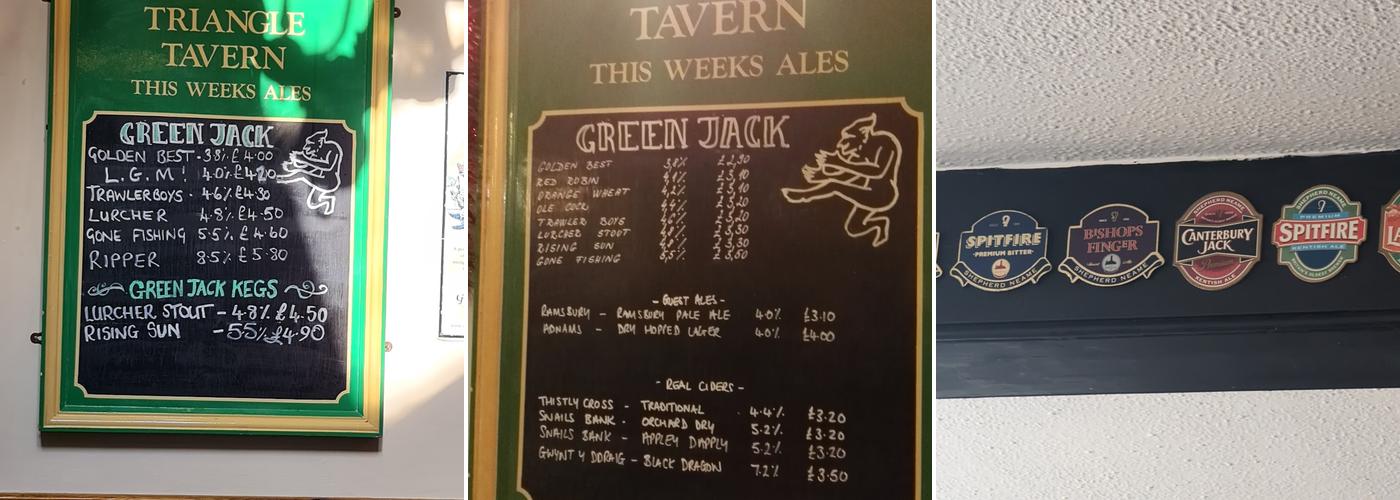 TRIANGLE
TAVERN
THIS WEEKS ALES
GREEN JACK
GOLDEN BEST - 3.8% £4.00
L.G.M! 4.0% £4.20
TRAWLERBOYS - 4.6% £4.30
LURCHER 4.8% £4.50
GONE FISHING 5.5% £4.60
RIPPER 8.5% £5.80
GREEN JACK KEGS
LURCHER STOUT - 4.8% £4.50
RISING SUN - 5.5% £4.90
TAVERN
THIS WEEKS ALES
GREEN JACK
GOLDEN BEST 3,8% £2,90
RED ROBIN £3,10
ORANGE WHEAT 4,2% £3,10
OLE COCK £3,20
TRAWLER BOYS £3,20
LURCHER STOUT 4,8% £3,30
RISING SUN 4,8% £3,30
GONE FISHING 5,5% £3,50
- GUEST ALES -
RAMSBURY - RAMSBURY PALE ALE 4.0% £3.10
ADNAMS - DRY HOPPED LAGER 4.0% £4.00
- REAL CIDERS -
THISTLY CROSS - TRADITIONAL 4.4% £3.20
SNAILS BANK - ORCHARD DRY 5.2% £3.20
SNAILS BANK - APPLEY DAPPLY 5.2% £3.20
GWYNT Y DDRAIG - BLACK DRAGON 7.2% £3.50
SPITFIRE
PREMIUM BITTER
SHEPHERD NEAME
BISHOPS
FINGER
SHEPHERD NEAME
SHEPHERD NEAME
CANTERBURY
JACK
KENTISH ALE
SHEPHERD NEAME
PREMIUM
SPITFIRE
KENTISH ALE